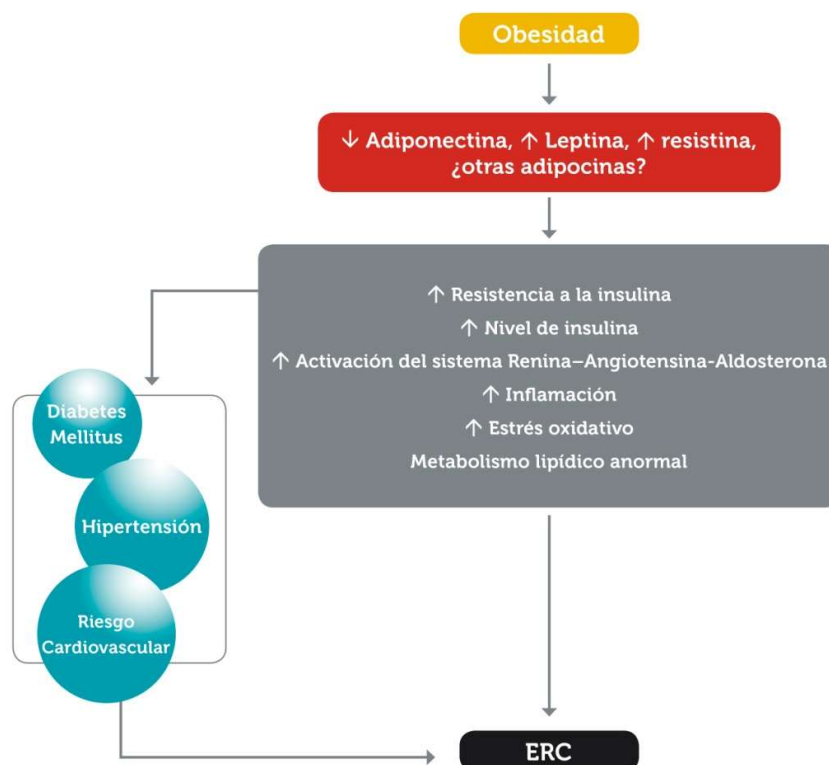 Obesidad
↓ Adiponectina, ↑ Leptina, ↑ resistina,
¿otras adipocinas?
↑ Resistencia a la insulina
↑ Nivel de insulina
↑ Activación del sistema Renina–Angiotensina-Aldosterona
↑ Inflamación
↑ Estrés oxidativo
Metabolismo lipídico anormal
Diabetes
Mellitus
Hipertensión
Riesgo
Cardiovascular
ERC